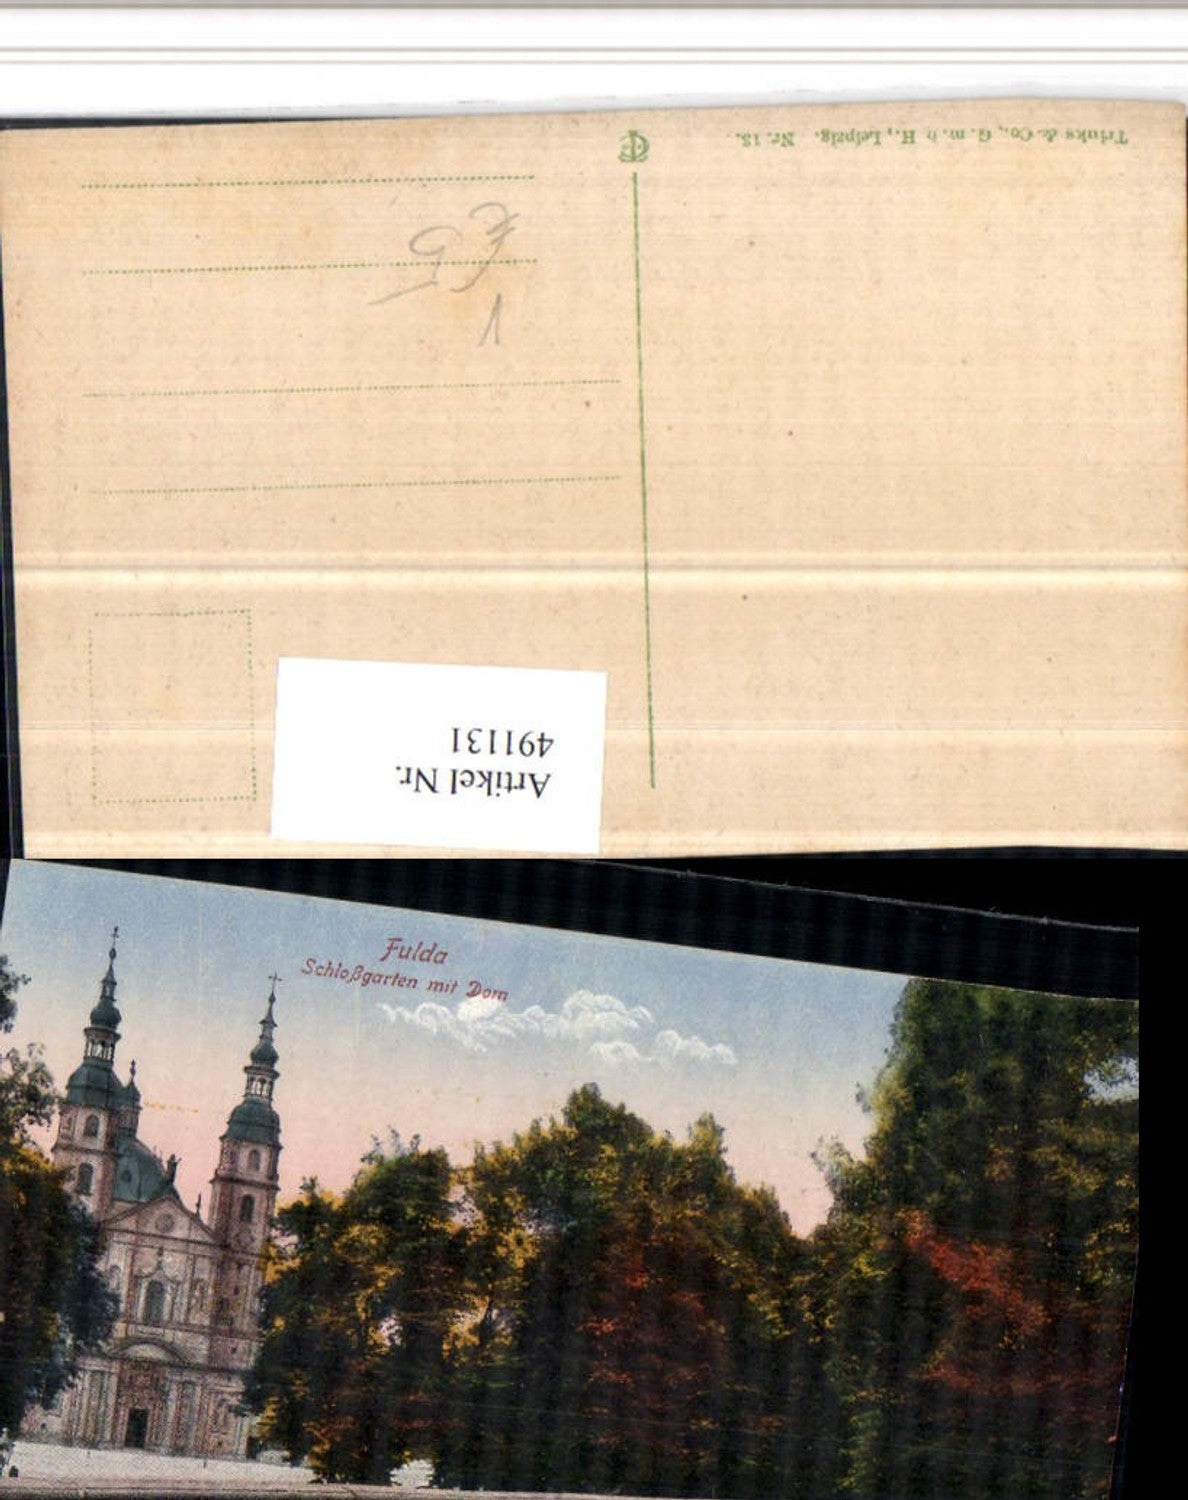 Trinks & Co., G. m. b. H., Leipzig. Nr. 13.
Artikel Nr.
491131
Fulda
Schloßgarten mit Dom